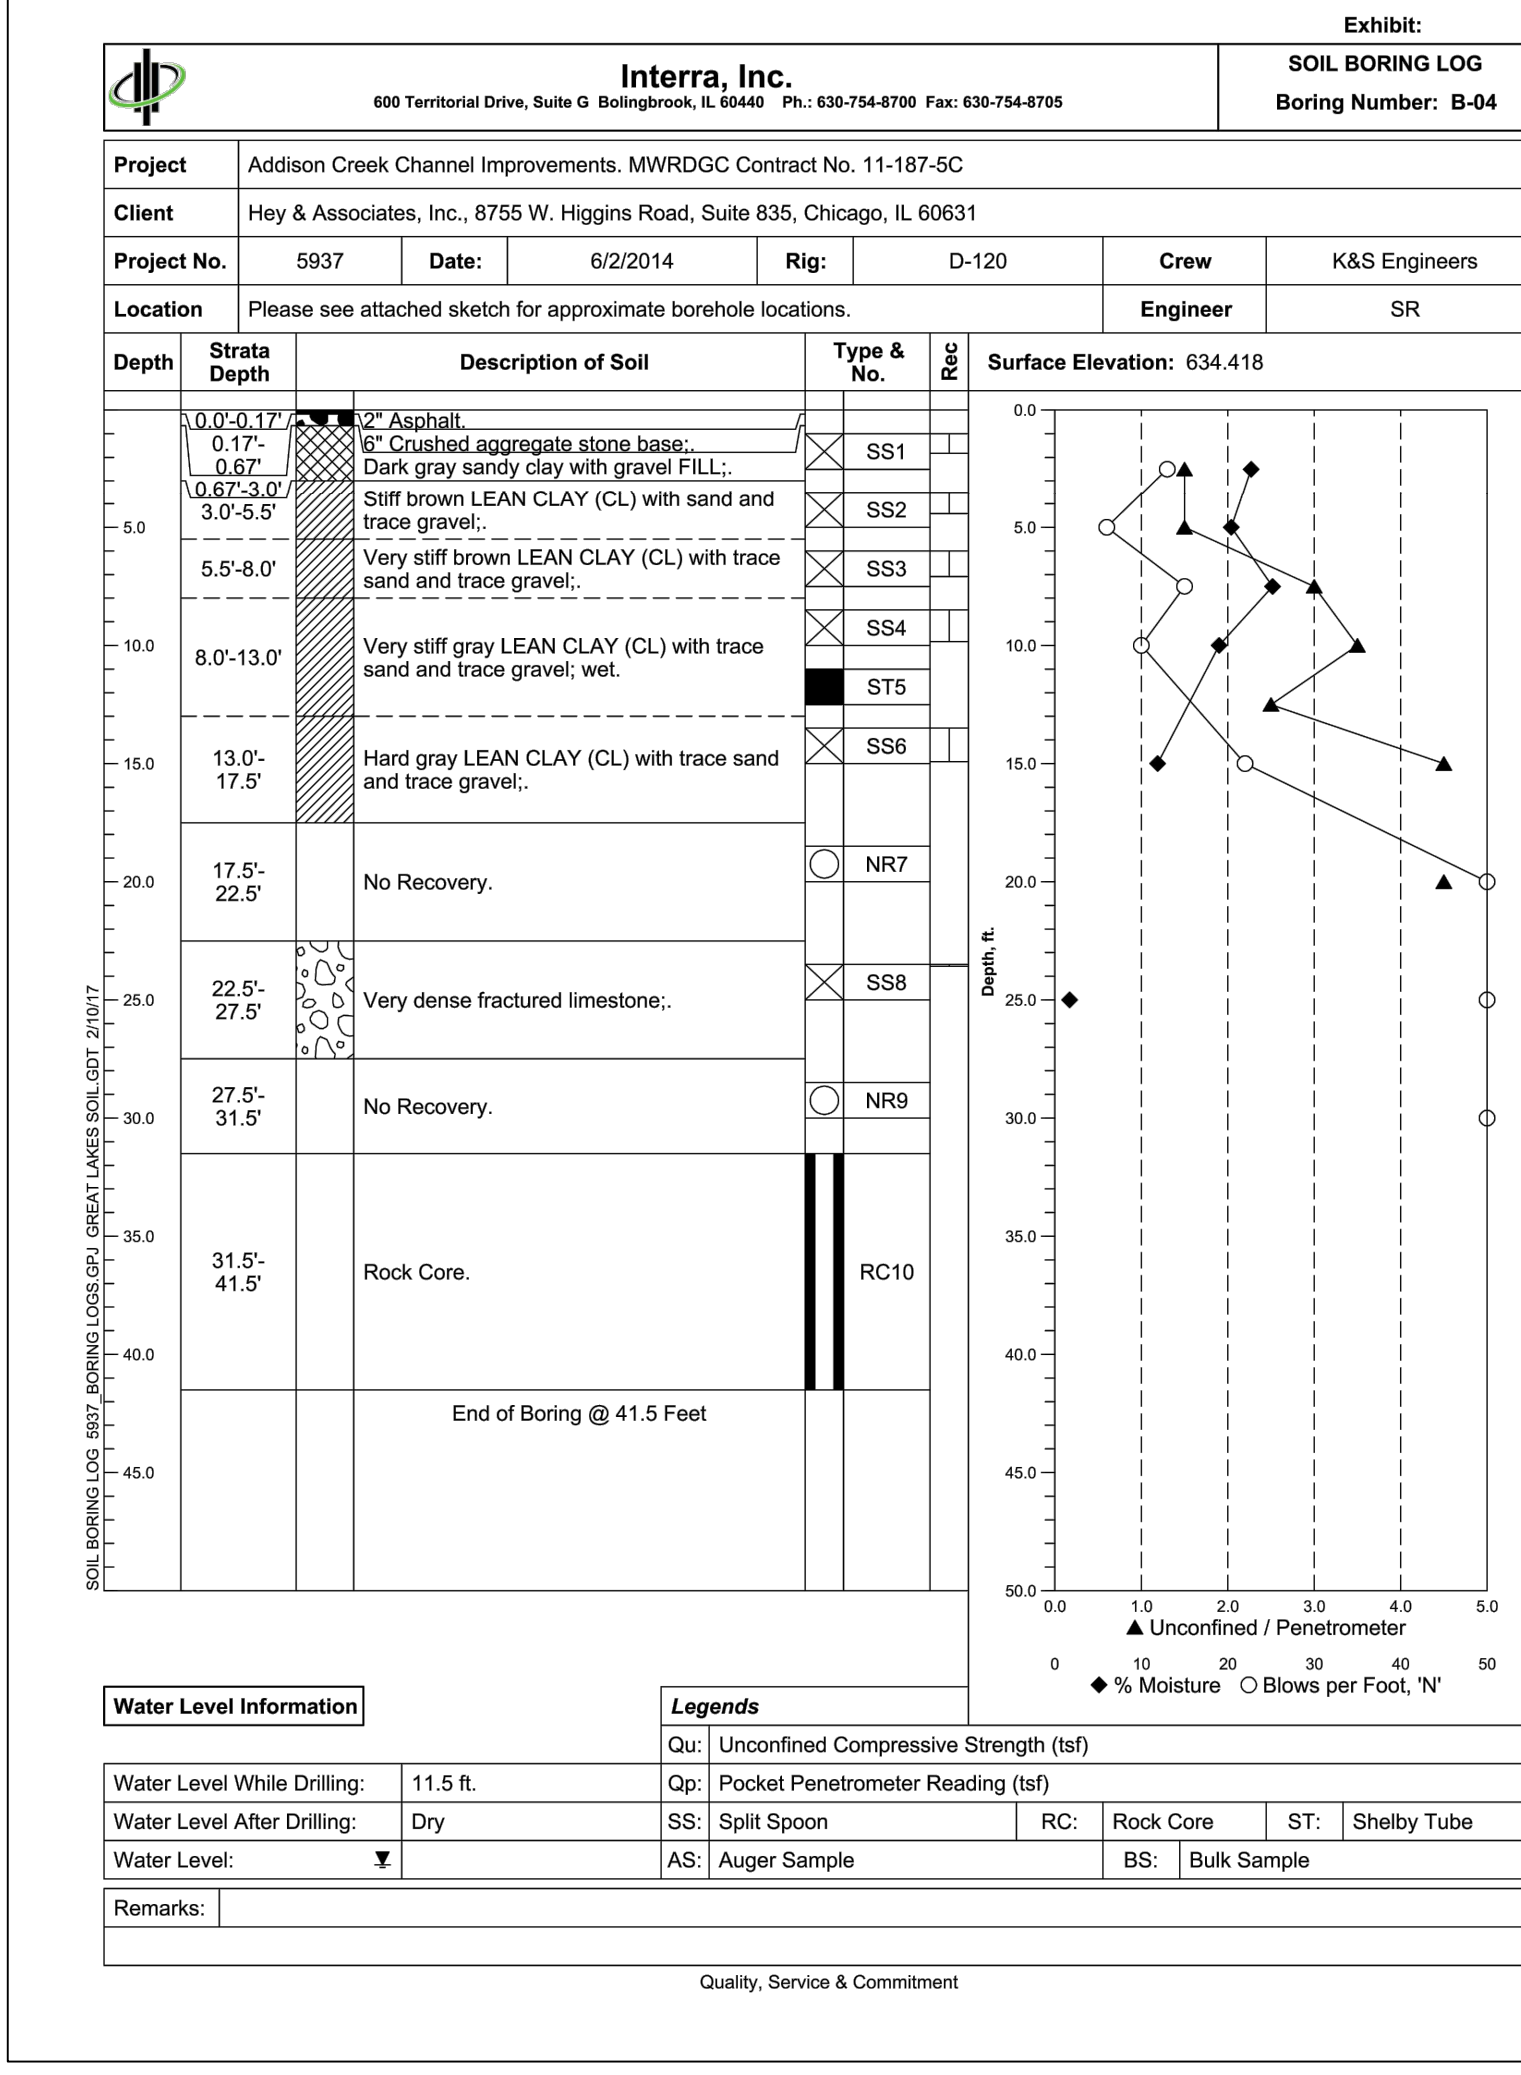 Exhibit:
Interra, Inc.
600 Territorial Drive, Suite G Bolingbrook, IL 60440 Ph.: 630-754-8700 Fax: 630-754-8705
SOIL BORING LOG
Boring Number: B-04
Project Addison Creek Channel Improvements. MWRDGC Contract No. 11-187-5C
Client Hey & Associates, Inc., 8755 W. Higgins Road, Suite 835, Chicago, IL 60631
Project No. 5937 Date: 6/2/2014 Rig: D-120 Crew K&S Engineers
Location Please see attached sketch for approximate borehole locations. Engineer SR
Depth Strata Depth Description of Soil Type & No. Rec Surface Elevation: 634.418
0.0'-0.17' 2" Asphalt.
0.17'-
0.67'
6" Crushed aggregate stone base;.
SS1
0.67'-3.0'
Dark gray sandy clay with gravel FILL;.
3.0'-5.5'
Stiff brown LEAN CLAY (CL) with sand and
trace gravel;.
SS2
5.0
5.5'-8.0'
Very stiff brown LEAN CLAY (CL) with trace
sand and trace gravel;.
SS3
SS4
10.0
8.0'-13.0'
Very stiff gray LEAN CLAY (CL) with trace
sand and trace gravel; wet.
ST5
SS6
15.0
13.0'-
17.5'
Hard gray LEAN CLAY (CL) with trace sand
and trace gravel;.
NR7
20.0
17.5'-
22.5'
No Recovery.
SS8
25.0
22.5'-
27.5'
Very dense fractured limestone;.
NR9
30.0
27.5'-
31.5'
No Recovery.
35.0
31.5'-
41.5'
Rock Core.
RC10
40.0
End of Boring @ 41.5 Feet
45.0
SOIL BORING LOG 5937_BORING LOGS.GPJ GREAT LAKES SOIL.GDT 2/10/17
Depth, ft.
0.0
5.0
10.0
15.0
20.0
25.0
30.0
35.0
40.0
45.0
50.0
0.0 1.0 2.0 3.0 4.0 5.0
▲ Unconfined / Penetrometer
0 10 20 30 40 50
◆ % Moisture ○ Blows per Foot, 'N'
Water Level Information
Legends
Qu: Unconfined Compressive Strength (tsf)
Water Level While Drilling: 11.5 ft. Qp: Pocket Penetrometer Reading (tsf)
Water Level After Drilling: Dry SS: Split Spoon RC: Rock Core ST: Shelby Tube
Water Level: AS: Auger Sample BS: Bulk Sample
Remarks:
Quality, Service & Commitment